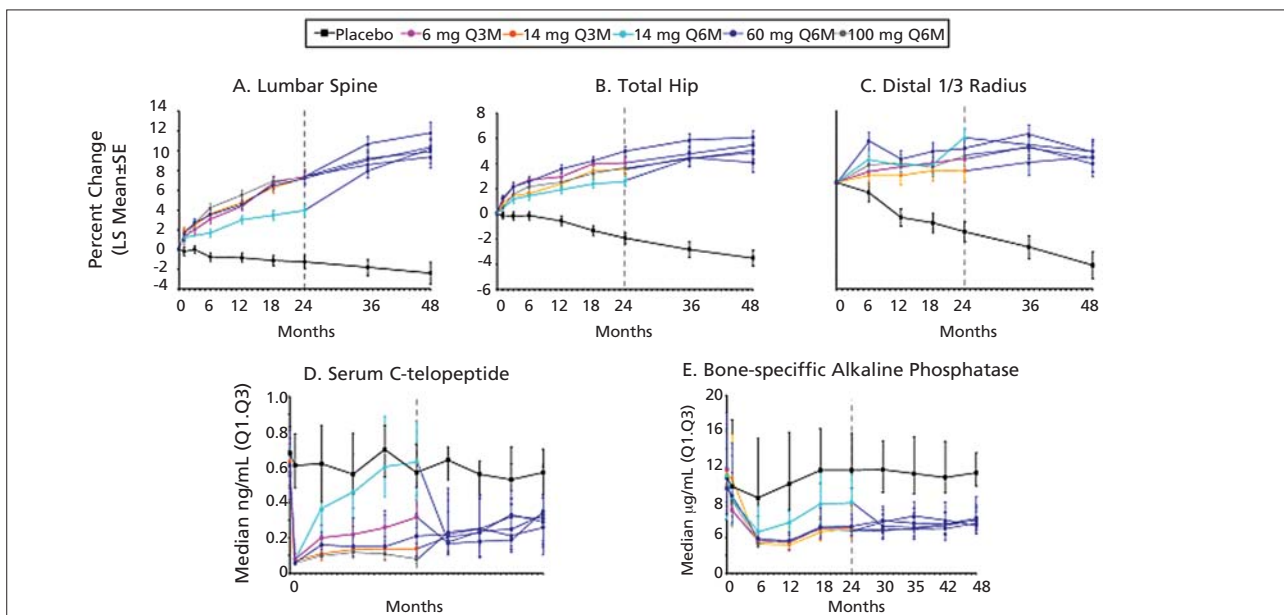 Placebo 6 mg Q3M 14 mg Q3M 14 mg Q6M 60 mg Q6M 100 mg Q6M
A. Lumbar Spine
B. Total Hip
C. Distal 1/3 Radius
Percent Change
(LS Mean±SE)
14
12
10
8
6
4
2
0
-2
-4
0 6 12 18 24 36 48
Months
8
6
4
2
0
-2
-4
-6
0 6 12 18 24 36 48
Months
0 6 12 18 24 36 48
Months
D. Serum C-telopeptide
Median ng/mL (Q1.Q3)
1.0
0.8
0.6
0.4
0.2
0
0
Months
E. Bone-speciffic Alkaline Phosphatase
Median µg/mL (Q1.Q3)
20
16
12
9
6
0
0 6 12 18 24 30 35 42 48
Months